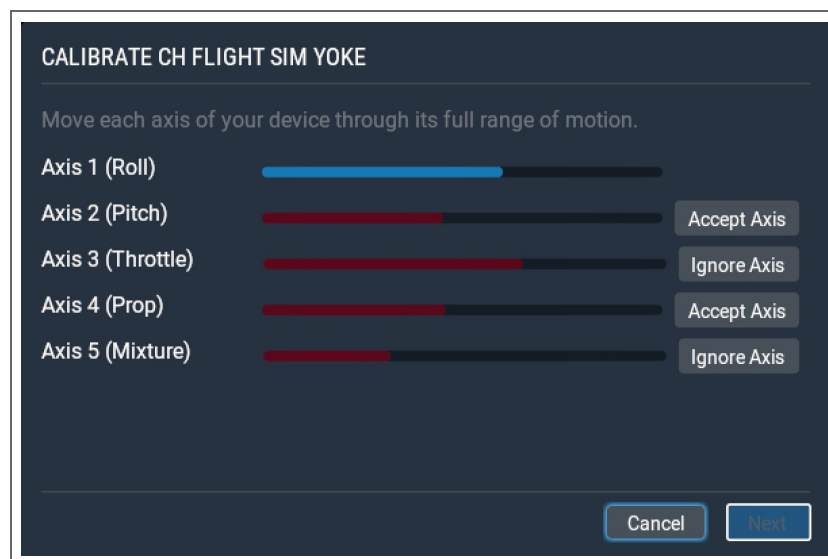 CALIBRATE CH FLIGHT SIM YOKE
Move each axis of your device through its full range of motion.
Axis 1 (Roll)
Axis 2 (Pitch)
Accept Axis
Axis 3 (Throttle)
Ignore Axis
Axis 4 (Prop)
Accept Axis
Axis 5 (Mixture)
Ignore Axis
Cancel
Next